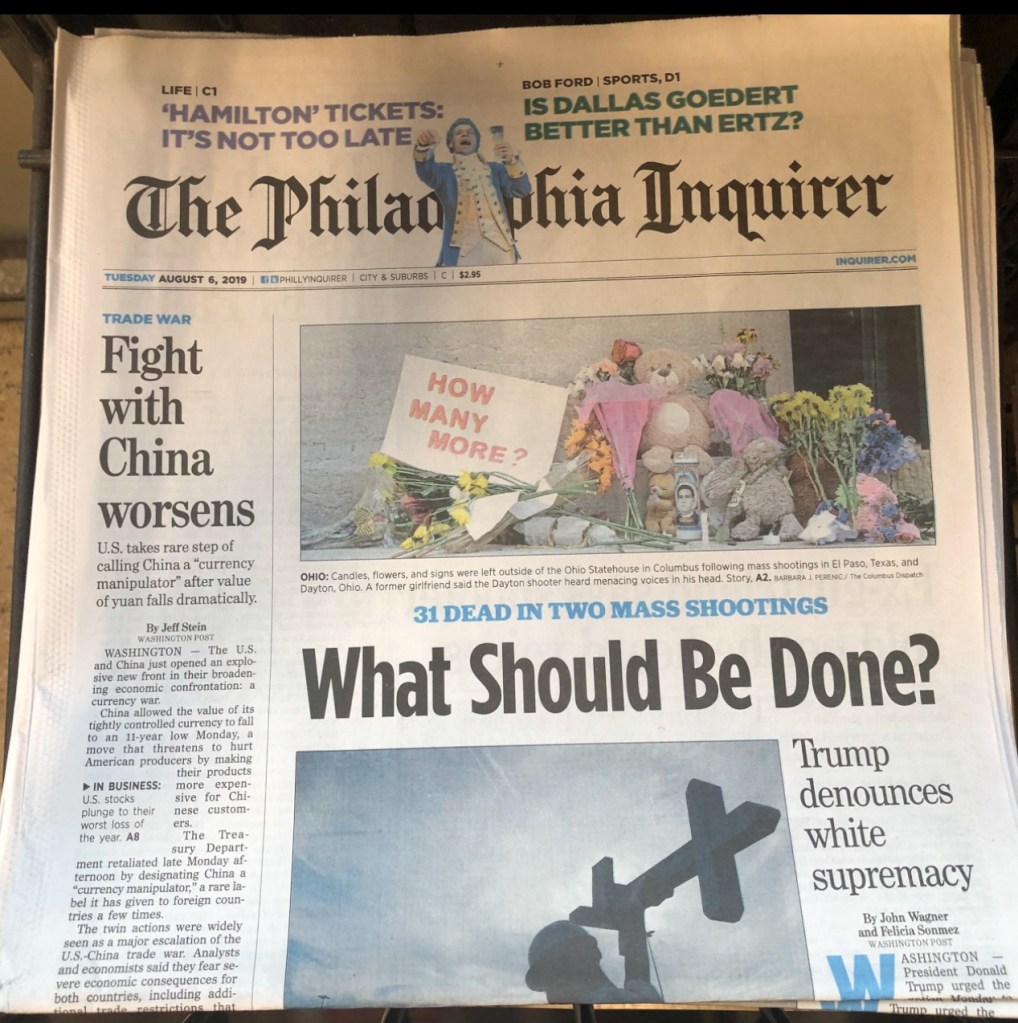 LIFE | C1
'HAMILTON' TICKETS:
IT'S NOT TOO LATE
BOB FORD | SPORTS, D1
IS DALLAS GOEDERT
BETTER THAN ERTZ?
The Philad phia Inquirer
INQUIRER.COM
TUESDAY AUGUST 6, 2019 | PHILLYINQUIRER | CITY & SUBURBS | C | $2.95
TRADE WAR
Fight
with
China
worsens
U.S. takes rare step of
calling China a “currency
manipulator” after value
of yuan falls dramatically.
By Jeff Stein
WASHINGTON POST
WASHINGTON — The U.S.
and China just opened an explo-
sive new front in their broaden-
ing economic confrontation: a
currency war.
China allowed the value of its
tightly controlled currency to fall
to an 11-year low Monday, a
move that threatens to hurt
American producers by making
their products
more expen-
sive for Chi-
nese custom-
ers.
The Trea-
sury Depart-
▶ IN BUSINESS:
U.S. stocks
plunge to their
worst loss of
the year. A8
ment retaliated late Monday af-
ternoon by designating China a
“currency manipulator,” a rare la-
bel it has given to foreign coun-
tries a few times.
The twin actions were widely
seen as a major escalation of the
U.S.-China trade war. Analysts
and economists said they fear se-
vere economic consequences for
both countries, including addi-
tional trade restrictions that
HOW
MANY
MORE?
OHIO: Candles, flowers, and signs were left outside of the Ohio Statehouse in Columbus following mass shootings in El Paso, Texas, and
Dayton, Ohio. A former girlfriend said the Dayton shooter heard menacing voices in his head. Story, A2. BARBARA J. PERENIC / The Columbus Dispatch
31 DEAD IN TWO MASS SHOOTINGS
What Should Be Done?
Trump
denounces
white
supremacy
By John Wagner
and Felicia Sonmez
WASHINGTON POST
WASHINGTON —
President Donald
Trump urged the
Monday
Trump urged the